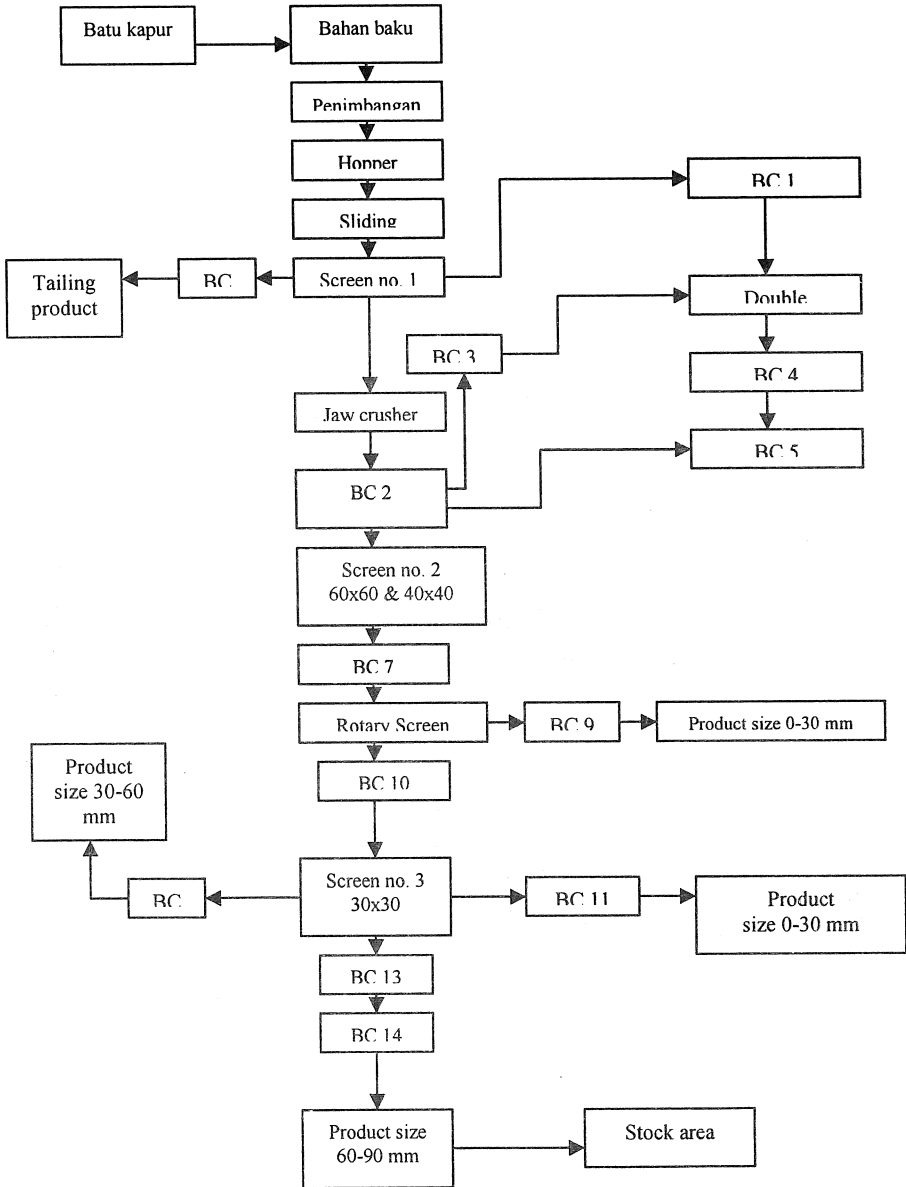 Batu kapur
Bahan baku
Penimbangan
Hopper
Sliding
BC 1
Tailing
product
BC
Screen no. 1
Double
BC 3
BC 4
Jaw crusher
BC 5
BC 2
Screen no. 2
60x60 & 40x40
BC 7
Rotary Screen
BC 9
Product size 0-30 mm
Product
size 30-60
mm
BC 10
BC
Screen no. 3
30x30
BC 11
Product
size 0-30 mm
BC 13
BC 14
Product size
60-90 mm
Stock area